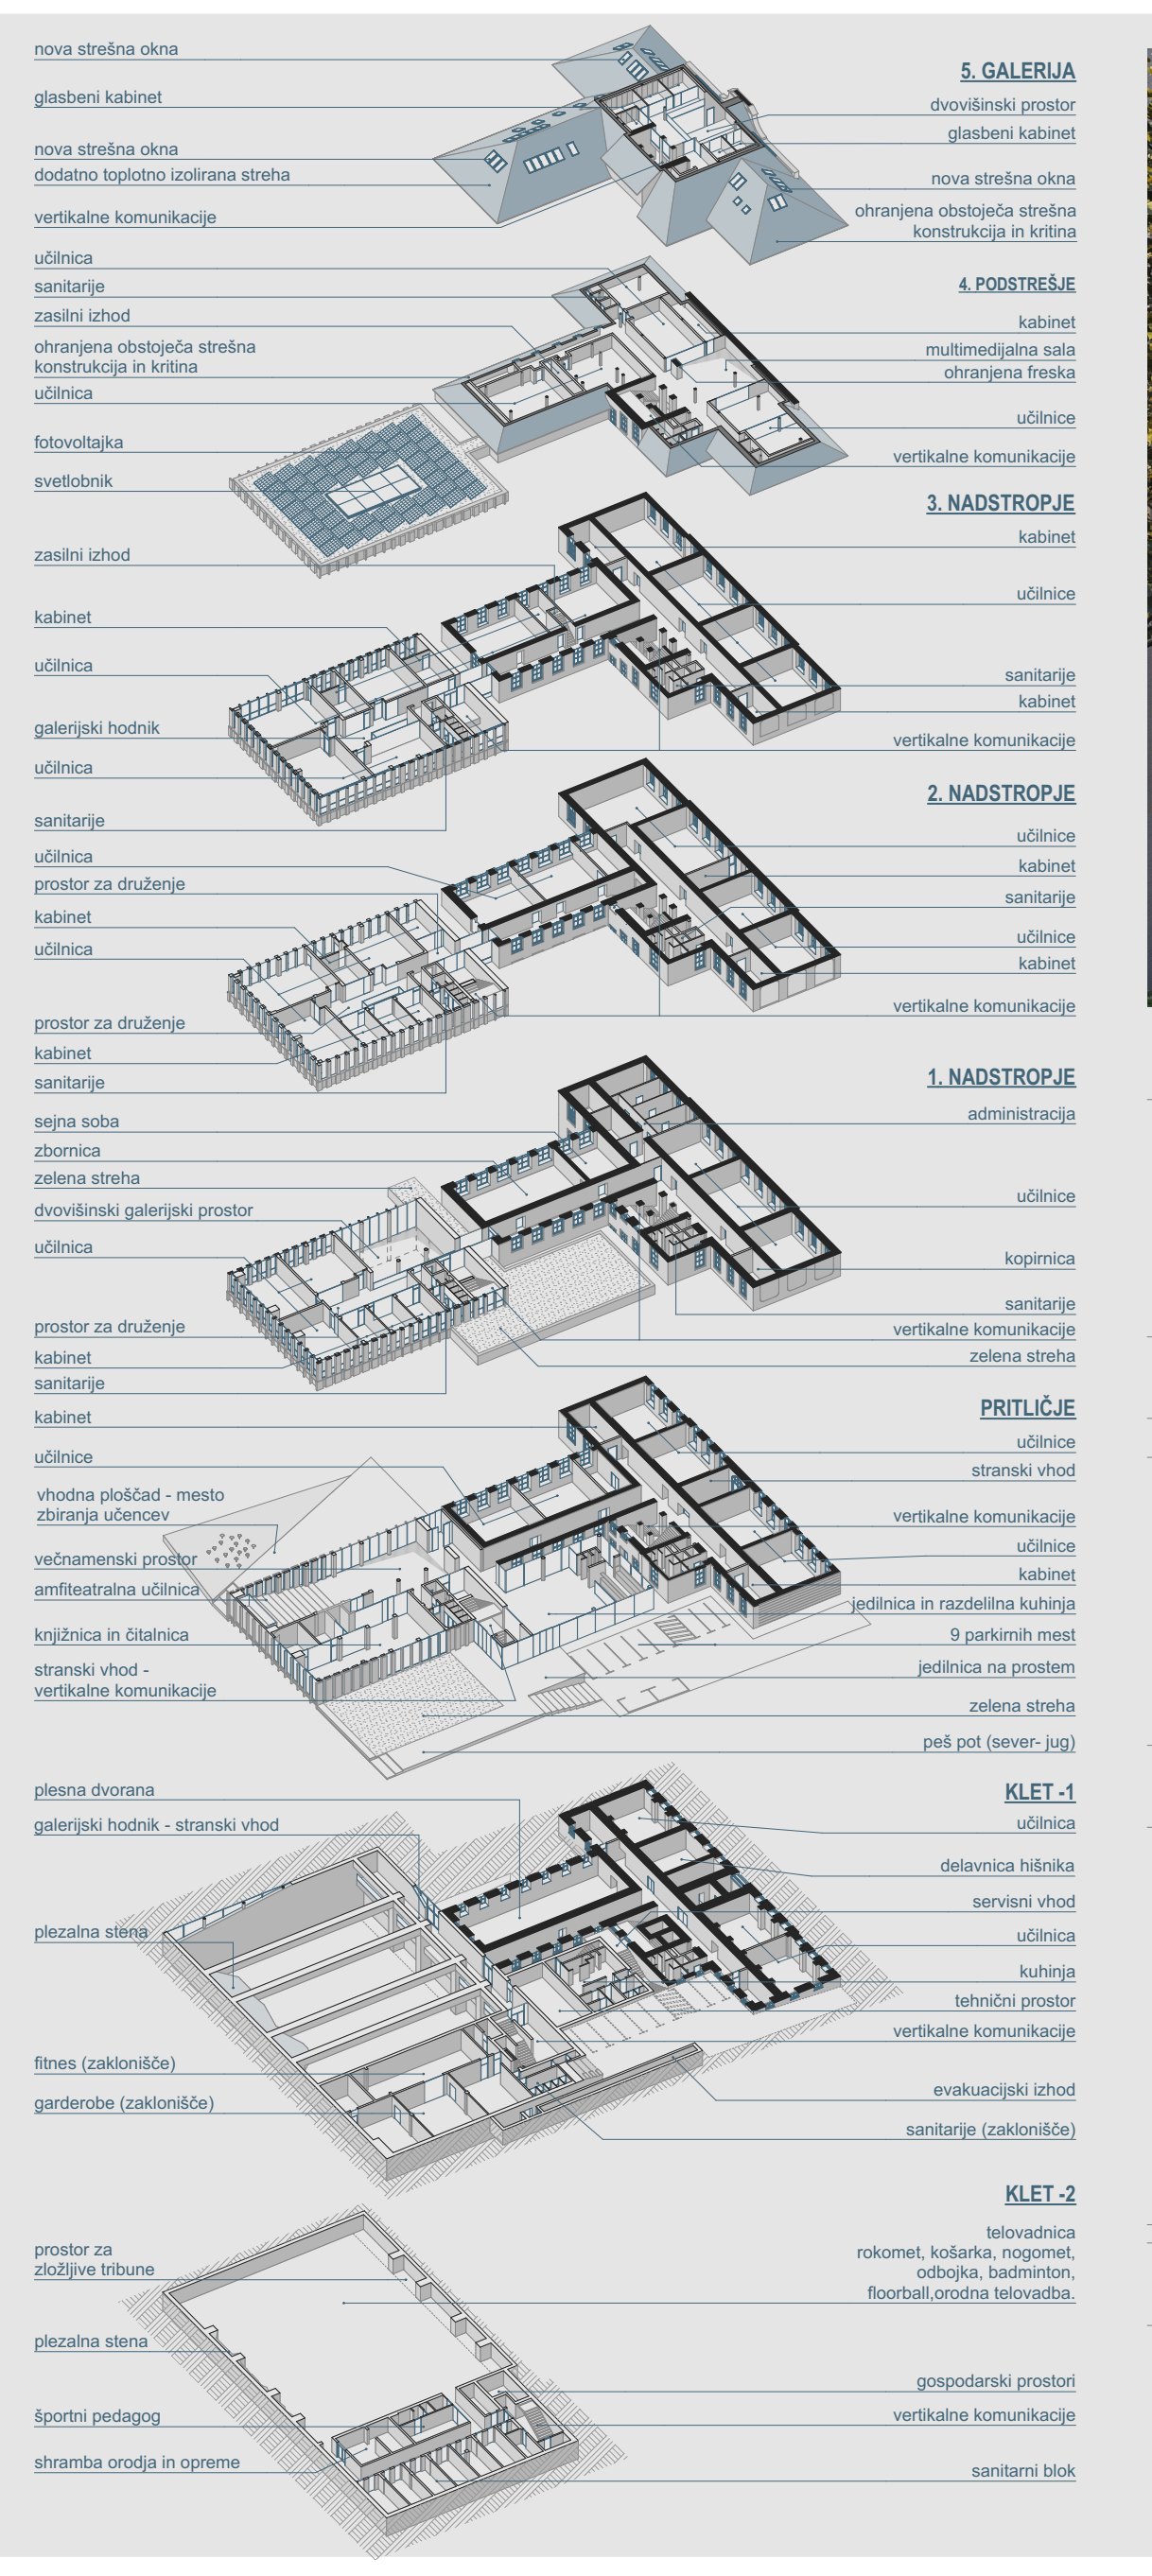 5. GALERIJA
nova strešna okna
glasbeni kabinet
nova strešna okna
dodatno toplotno izolirana streha
vertikalne komunikacije
dvovišinski prostor
glasbeni kabinet
nova strešna okna
ohranjena obstoječa strešna
konstrukcija in kritina
4. PODSTREŠJE
učilnica
sanitarije
zasilni izhod
ohranjena obstoječa strešna
konstrukcija in kritina
učilnica
fotovoltajka
svetlobnik
kabinet
multimedijalna sala
ohranjena freska
učilnice
vertikalne komunikacije
3. NADSTROPJE
zasilni izhod
kabinet
učilnica
galerijski hodnik
učilnica
sanitarije
kabinet
učilnice
sanitarije
kabinet
vertikalne komunikacije
2. NADSTROPJE
učilnica
prostor za druženje
kabinet
učilnica
prostor za druženje
kabinet
sanitarije
učilnice
kabinet
sanitarije
učilnice
kabinet
vertikalne komunikacije
1. NADSTROPJE
sejna soba
zbornica
zelena streha
dvovišinski galerijski prostor
učilnica
prostor za druženje
kabinet
sanitarije
administracija
učilnice
kopirnica
sanitarije
vertikalne komunikacije
zelena streha
PRITLIČJE
kabinet
učilnice
vhodna ploščad - mesto
zbiranja učencev
večnamenski prostor
amfiteatralna učilnica
knjižnica in čitalnica
stranski vhod -
vertikalne komunikacije
učilnice
stranski vhod
vertikalne komunikacije
učilnice
kabinet
jedilnica in razdelilna kuhinja
9 parkirnih mest
jedilnica na prostem
zelena streha
peš pot (sever- jug)
KLET -1
plesna dvorana
galerijski hodnik - stranski vhod
plezalna stena
fitnes (zaklonišče)
garderobe (zaklonišče)
učilnica
delavnica hišnika
servisni vhod
učilnica
kuhinja
tehnični prostor
vertikalne komunikacije
evakuacijski izhod
sanitarije (zaklonišče)
KLET -2
prostor za
zložljive tribune
plezalna stena
športni pedagog
shramba orodja in opreme
telovadnica
rokomet, košarka, nogomet,
odbojka, badminton,
floorball,orodna telovadba.
gospodarski prostori
vertikalne komunikacije
sanitarni blok